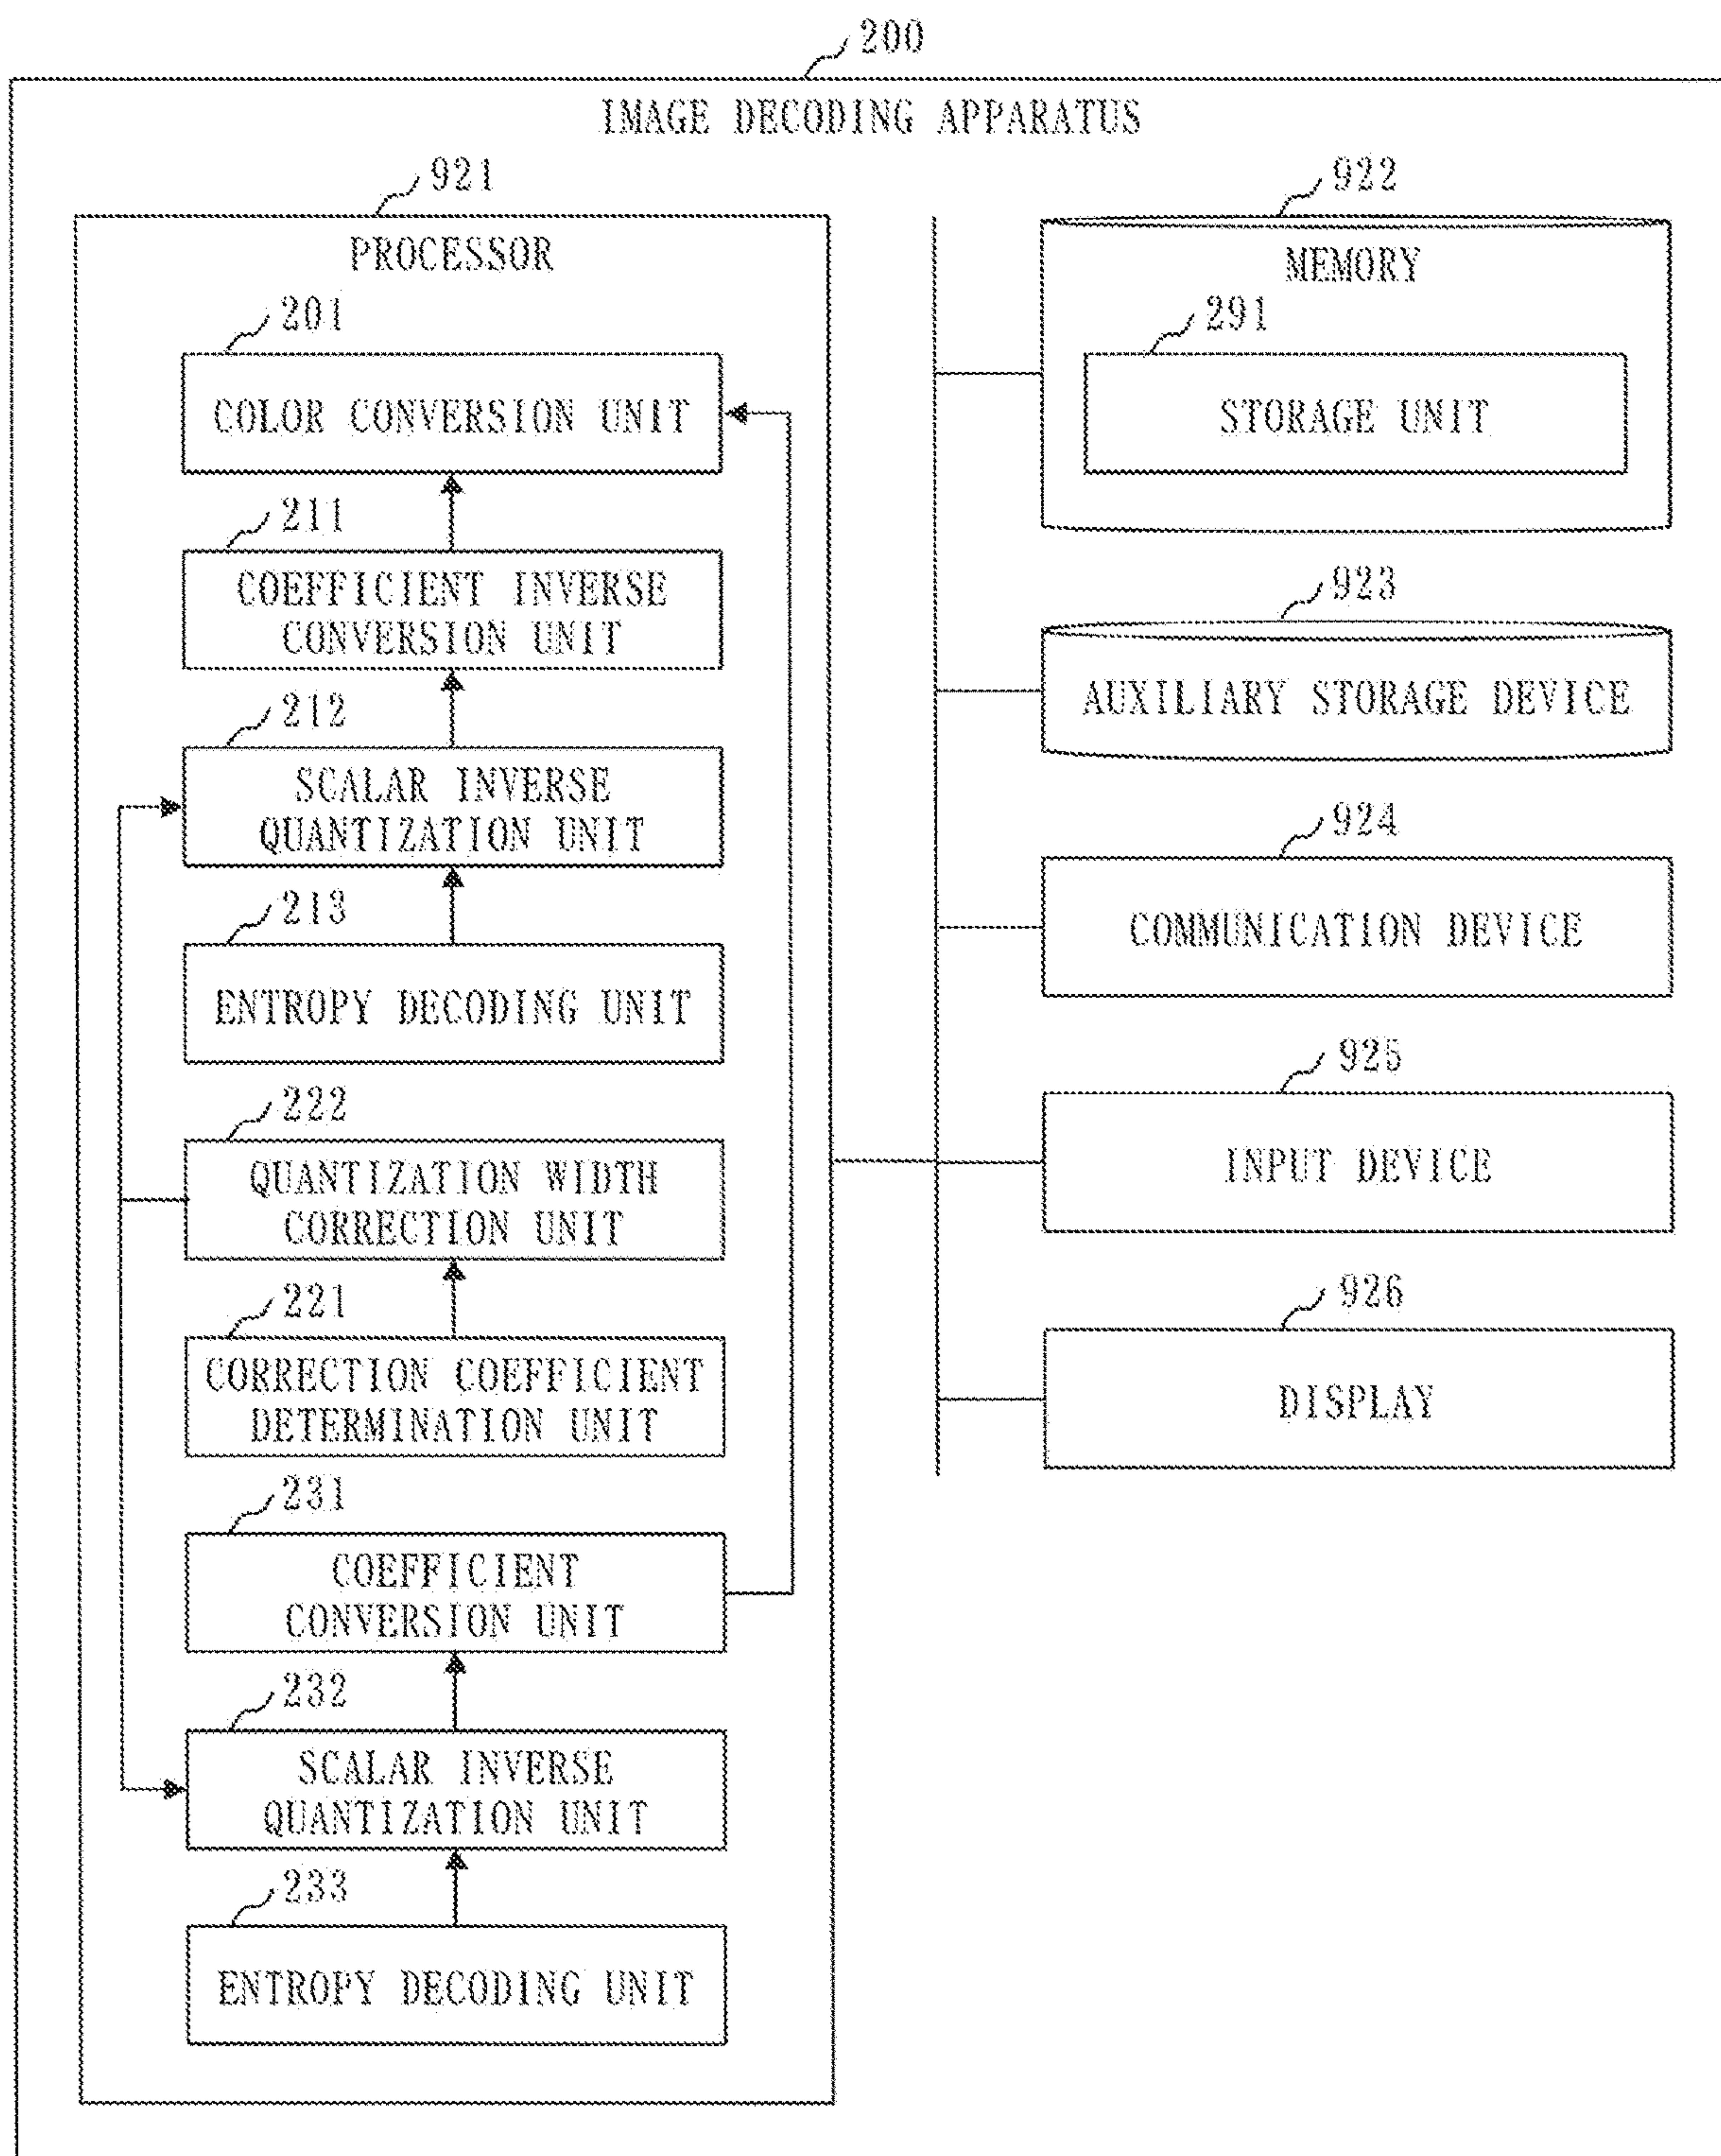 200
IMAGE DECODING APPARATUS
921
PROCESSOR
201
COLOR CONVERSION UNIT
211
COEFFICIENT INVERSE
CONVERSION UNIT
212
SCALAR INVERSE
QUANTIZATION UNIT
213
ENTROPY DECODING UNIT
222
QUANTIZATION WIDTH
CORRECTION UNIT
221
CORRECTION COEFFICIENT
DETERMINATION UNIT
231
COEFFICIENT
CONVERSION UNIT
232
SCALAR INVERSE
QUANTIZATION UNIT
233
ENTROPY DECODING UNIT
922
MEMORY
291
STORAGE UNIT
923
AUXILIARY STORAGE DEVICE
924
COMMUNICATION DEVICE
925
INPUT DEVICE
926
DISPLAY